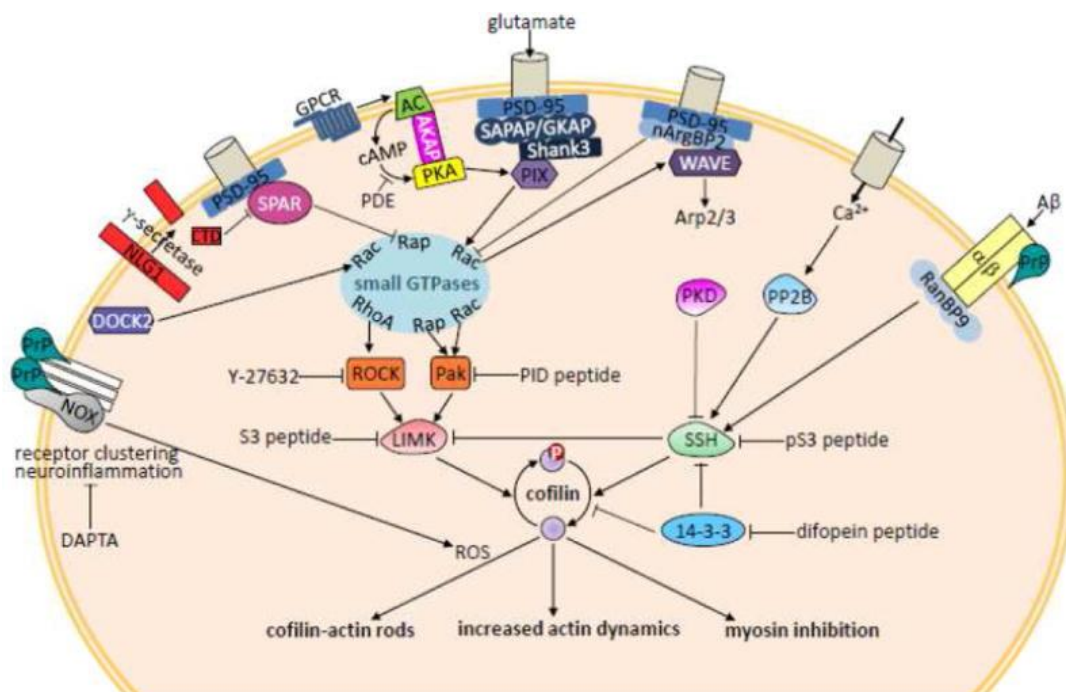 glutamate
GPCR
AC
AKAP
cAMP
PKA
PDE
PSD-95
SAPAP/GKAP
Shank3
PIX
PSD-95
nArgBP2
WAVE
Arp2/3
Ca²⁺
Aβ
α β
PrP
RanBP9
PSD-95
SPAR
γ-secretase
CTD
NLG1
DOCK2
Rac
Rap
Rac
small GTPases
RhoA
Rap
Rac
PKD
PP2B
PrP
PrP
NOX
receptor clustering
neuroinflammation
DAPTA
Y-27632
ROCK
Pak
PID peptide
S3 peptide
LIMK
SSH
pS3 peptide
P
cofilin
14-3-3
difopein peptide
ROS
cofilin-actin rods
increased actin dynamics
myosin inhibition